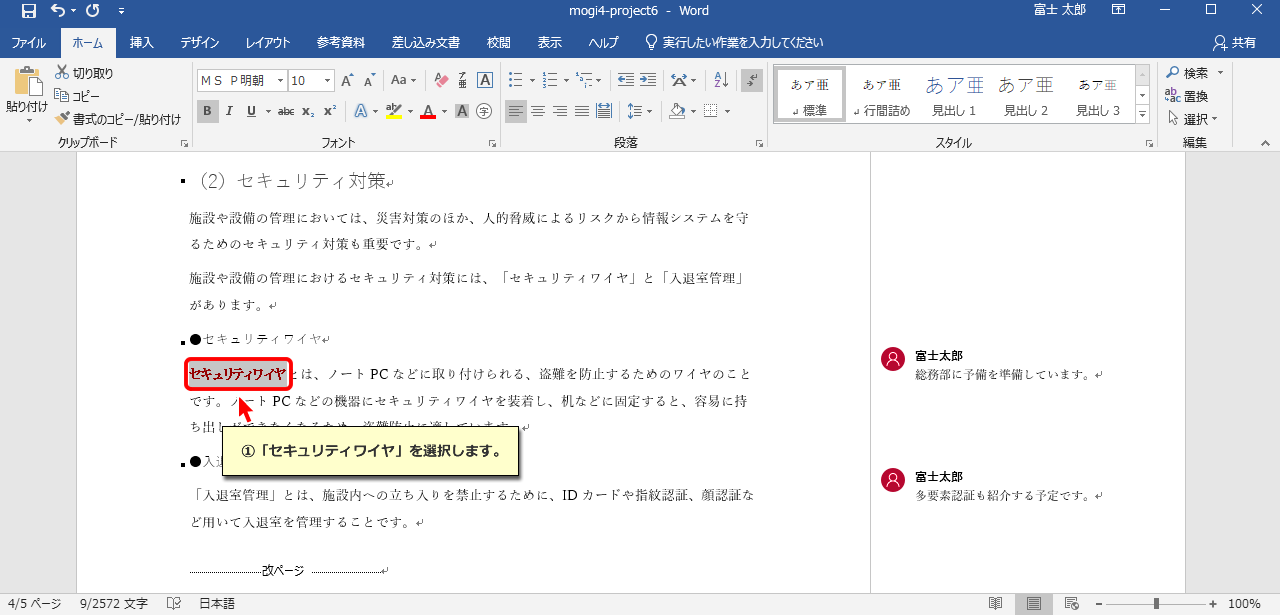 mogi4-project6 - Word
富士 太郎
ファイル
ホーム
挿入
デザイン
レイアウト
参考資料
差し込み文書
校閲
表示
ヘルプ
実行したい作業を入力してください
共有
貼り付け
切り取り
コピー
書式のコピー/貼り付け
クリップボード
ＭＳ Ｐ明朝
10
フォント
段落
あア亜
標準
あア亜
行間詰め
あア亜
見出し 1
あア亜
見出し 2
あア亜
見出し 3
スタイル
検索
置換
選択
編集
（2）セキュリティ対策
施設や設備の管理においては、災害対策のほか、人的脅威によるリスクから情報システムを守
るためのセキュリティ対策も重要です。
施設や設備の管理におけるセキュリティ対策には、「セキュリティワイヤ」と「入退室管理」
があります。
●セキュリティワイヤ
セキュリティワイヤとは、ノート PC などに取り付けられる、盗難を防止するためのワイヤのこと
です。ノート PC などの機器にセキュリティワイヤを装着し、机などに固定すると、容易に持
ち出し
①「セキュリティワイヤ」を選択します。
●入
「入退室管理」とは、施設内への立ち入りを禁止するために、ID カードや指紋認証、顔認証な
ど用いて入退室を管理することです。
改ページ
富士太郎
総務部に予備を準備しています。
富士太郎
多要素認証も紹介する予定です。
4/5 ページ
9/2572 文字
日本語
100%